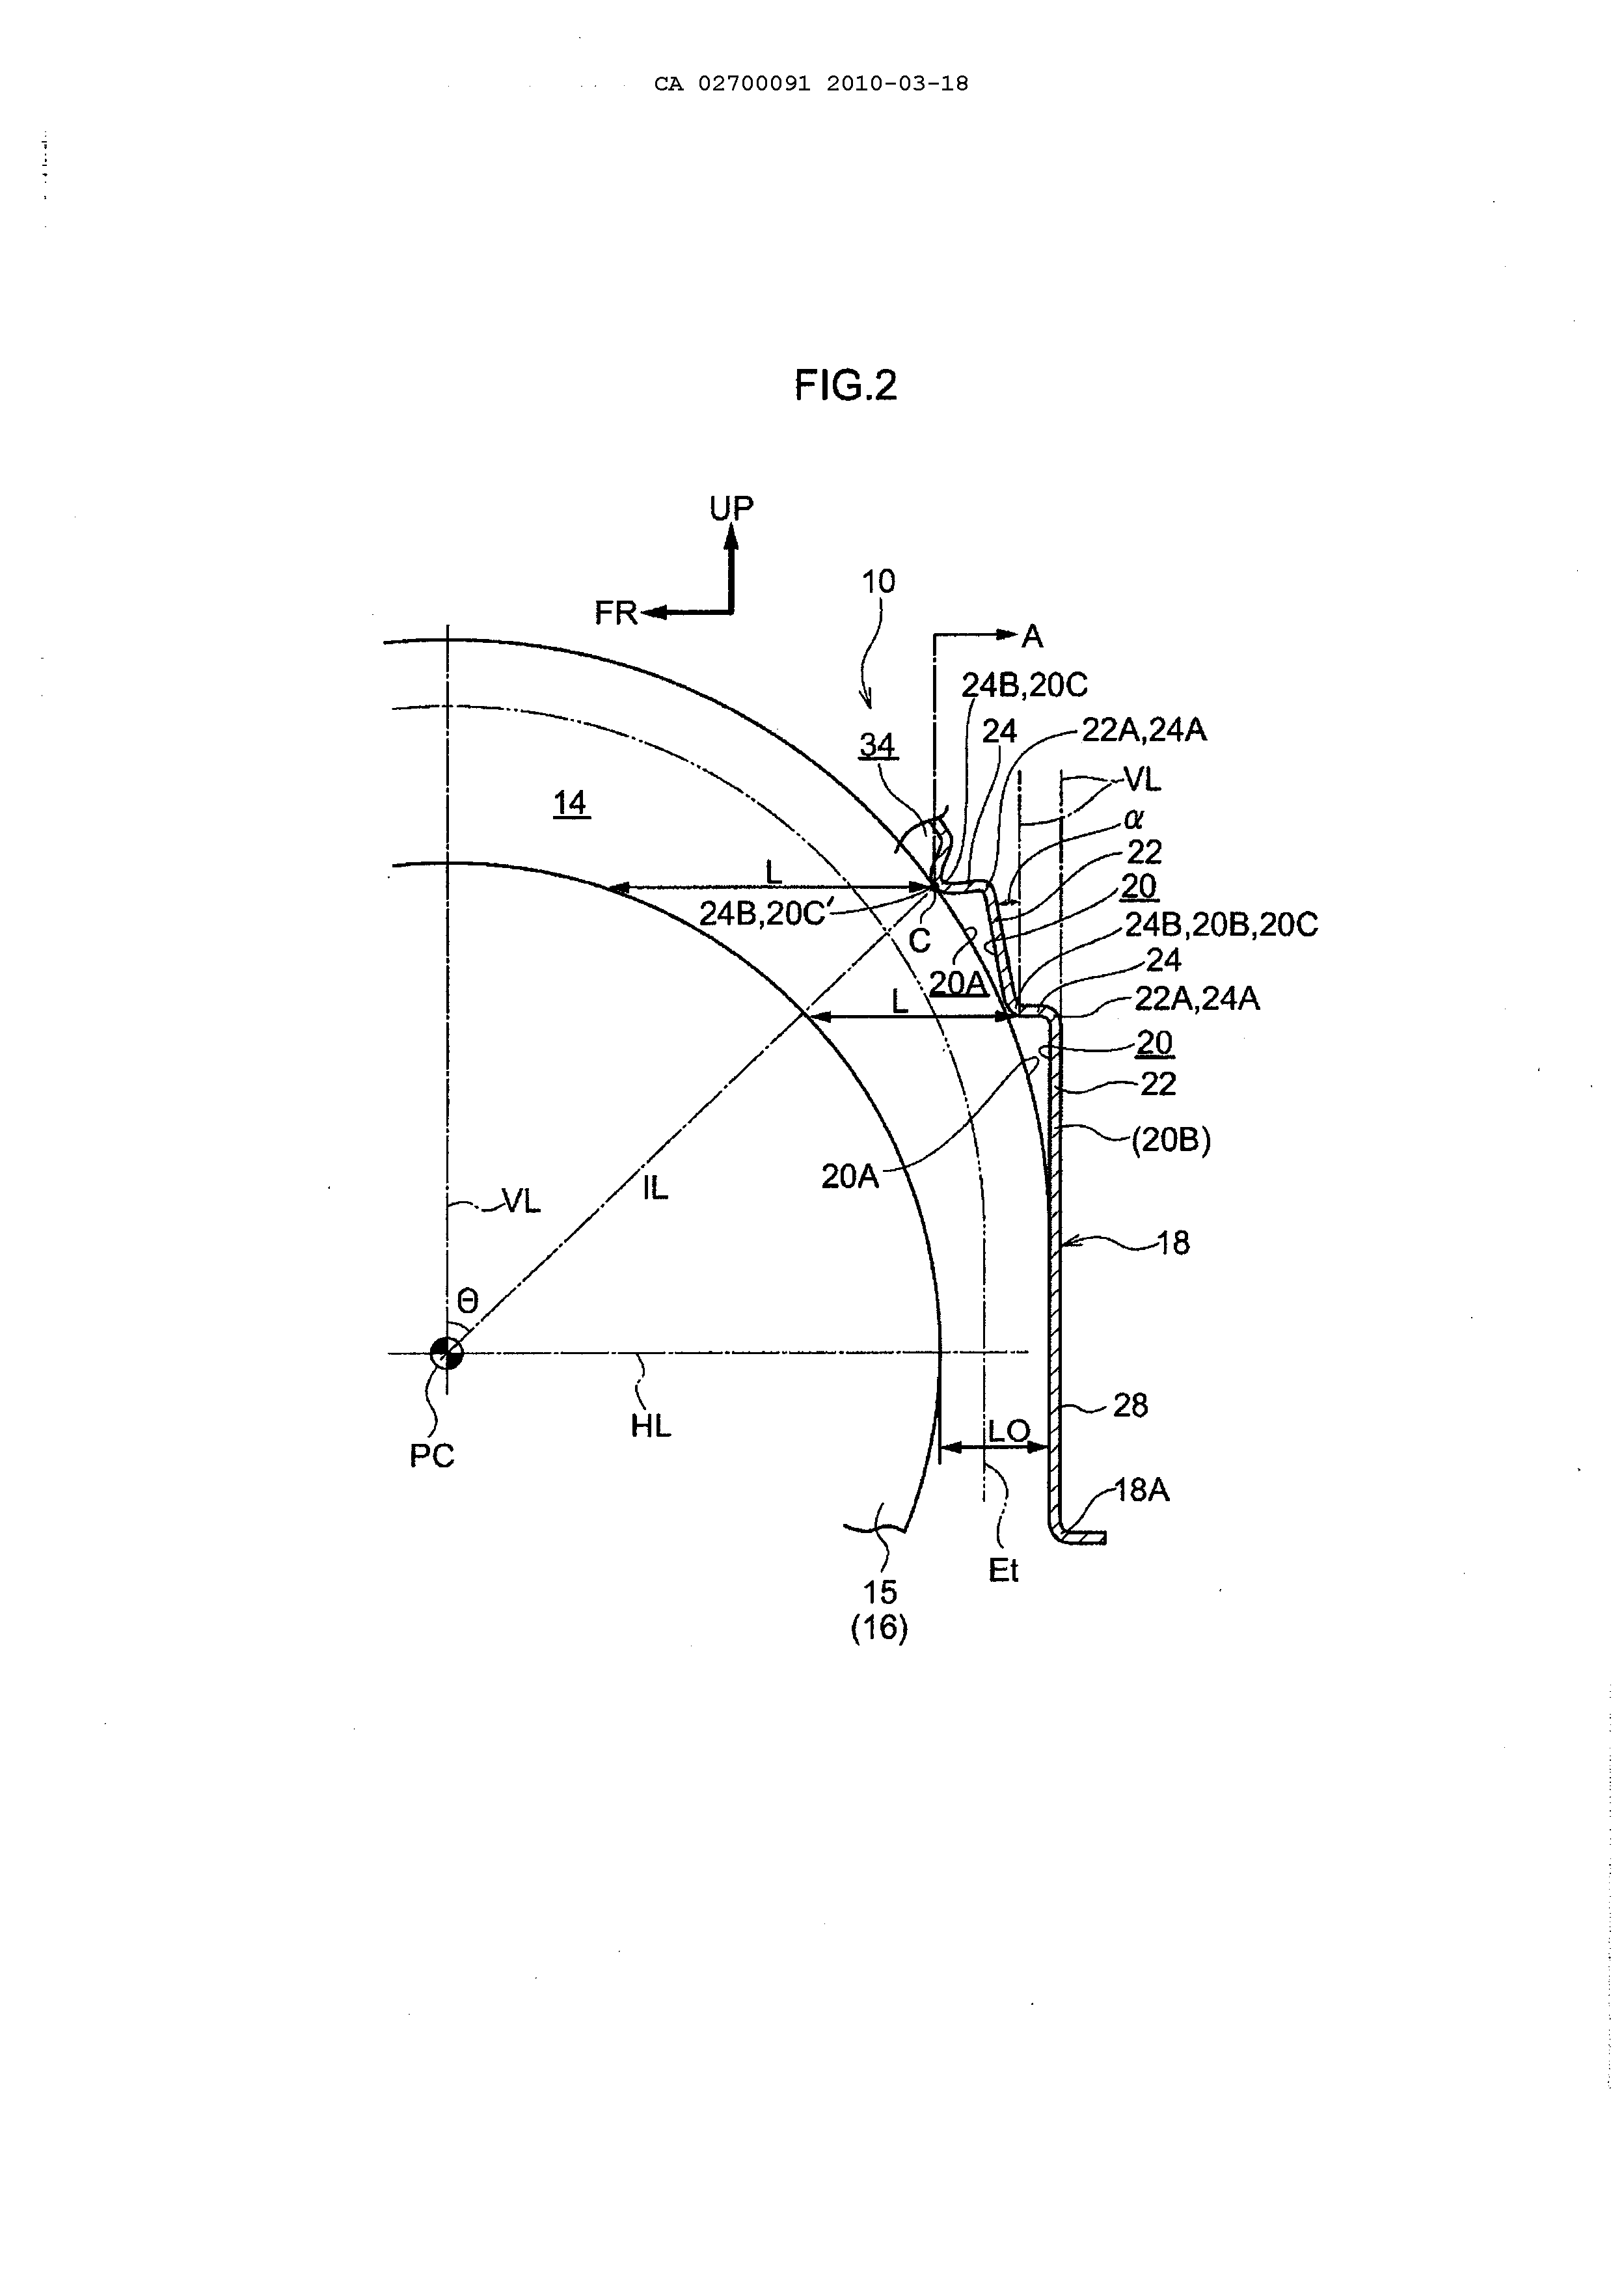 CA 02700091 2010-03-18
FIG.2
UP
FR
10
A
24B,20C
34
24
22A,24A
VL
14
α
22
L
20
24B,20C′
24B,20B,20C
C
24
20A
22A,24A
L
20
22
(20B)
20A
IL
VL
18
θ
28
HL
LO
PC
18A
Et
15
(16)